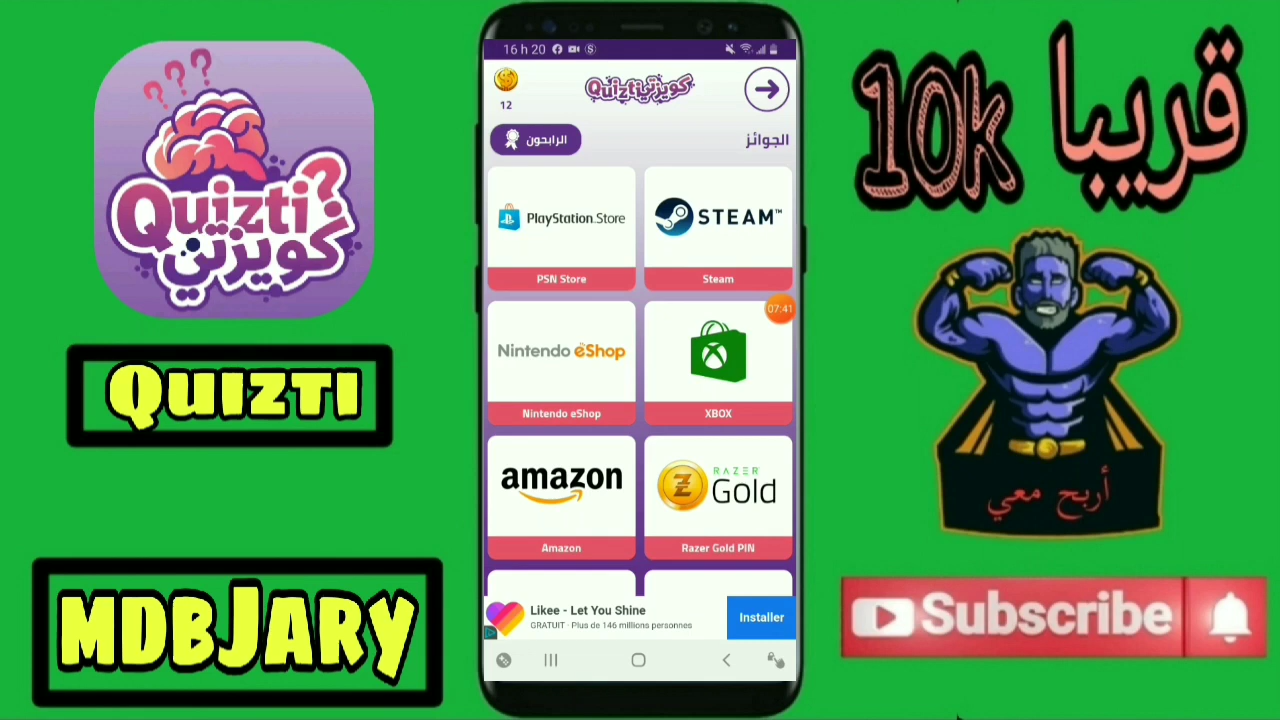 ???
Quizti?
كويزتي
Quizti
mdbJary
16 h 20
12
Quizti كويزتي
الرابحون
الجوائز
PlayStation.Store
STEAM™
PSN Store
Steam
07:41
Nintendo eShop
Nintendo eShop
XBOX
amazon
RAZER
Gold
Amazon
Razer Gold PIN
Likee - Let You Shine
GRATUIT · Plus de 146 millions personnes
Installer
قريبا 10k
أربح معي
Subscribe